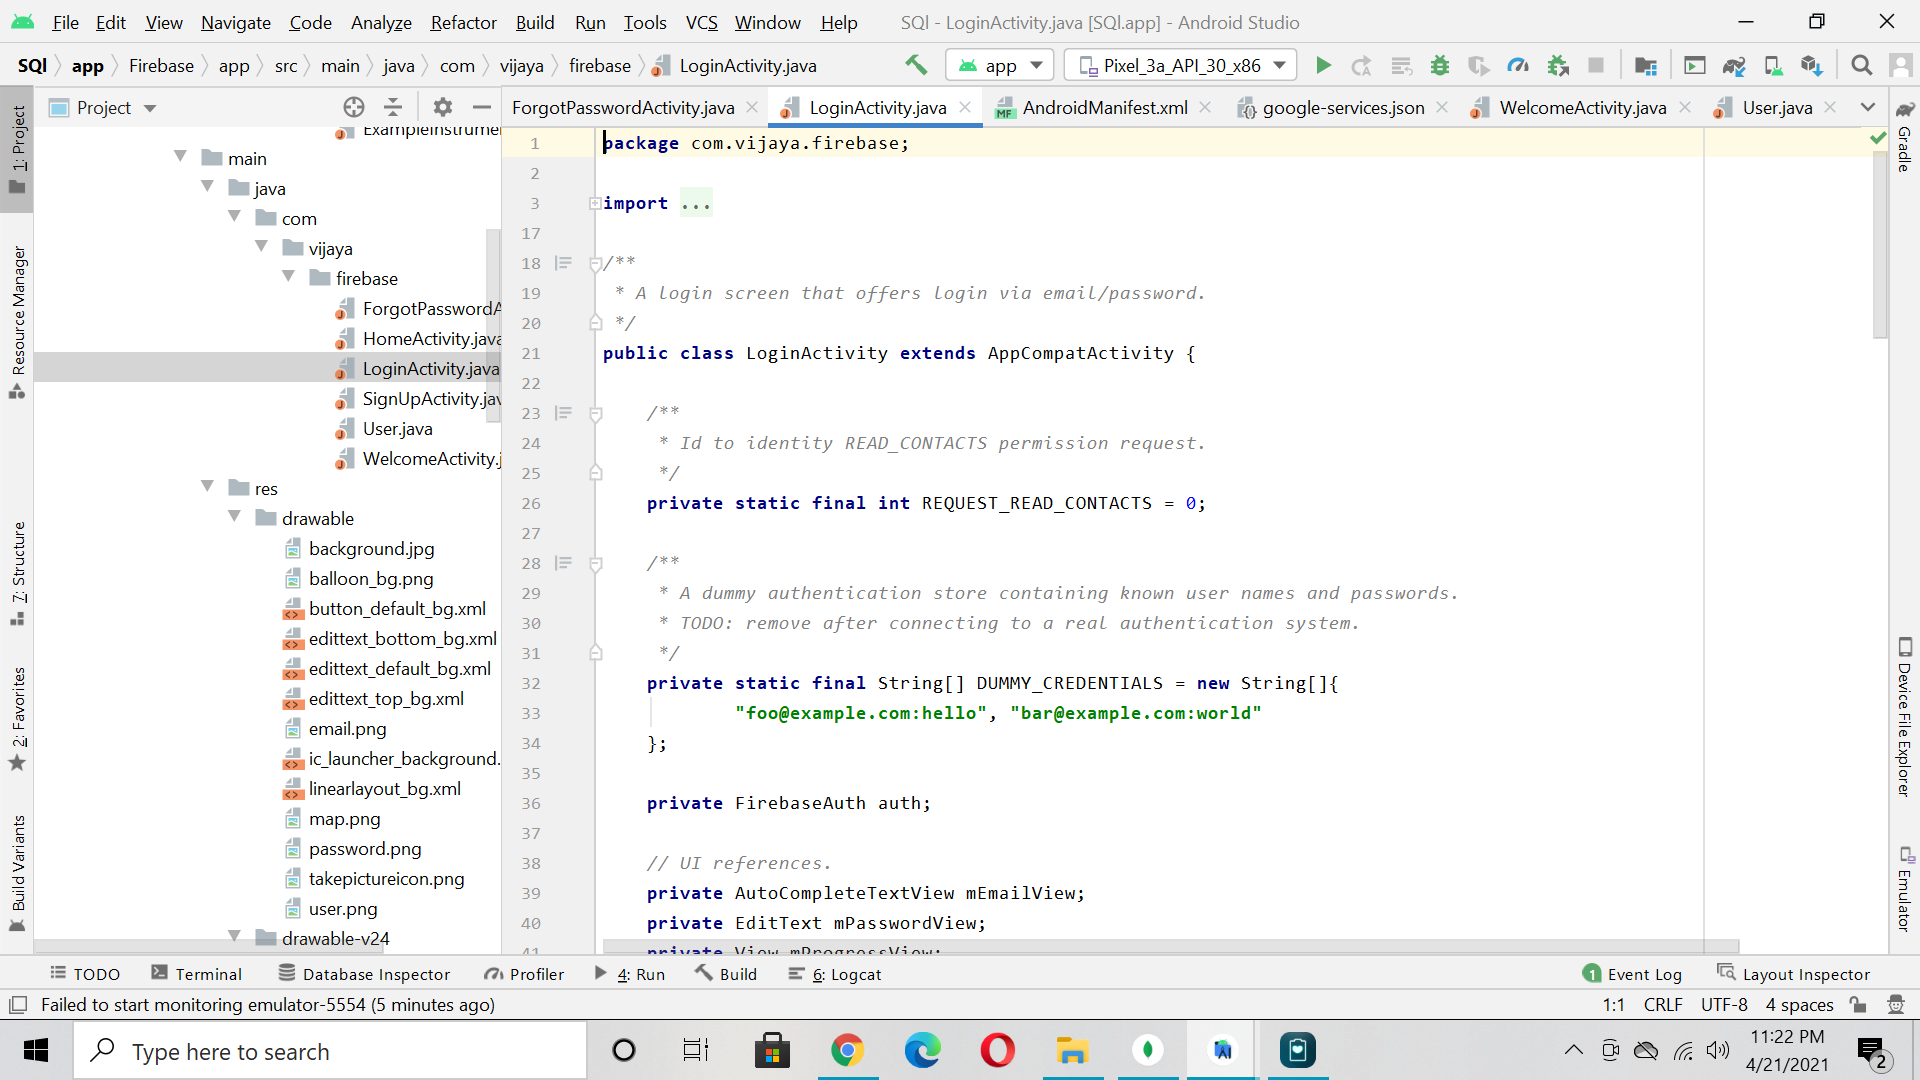 File Edit View Navigate Code Analyze Refactor Build Run Tools VCS Window Help SQl - LoginActivity.java [SQl.app] - Android Studio
SQl app Firebase app src main java com vijaya firebase LoginActivity.java app Pixel_3a_API_30_x86
Project
ForgotPasswordActivity.java LoginActivity.java AndroidManifest.xml google-services.json WelcomeActivity.java User.java
1: Project
Resource Manager
7: Structure
2: Favorites
Build Variants
ExampleInstrumen
main
java
com
vijaya
firebase
ForgotPasswordA
HomeActivity.java
LoginActivity.java
SignUpActivity.jav
User.java
WelcomeActivity.j
res
drawable
background.jpg
balloon_bg.png
button_default_bg.xml
edittext_bottom_bg.xml
edittext_default_bg.xml
edittext_top_bg.xml
email.png
ic_launcher_background.
linearlayout_bg.xml
map.png
password.png
takepictureicon.png
user.png
drawable-v24
1 package com.vijaya.firebase;
2
3 import ...
17
18 /**
19 * A login screen that offers login via email/password.
20 */
21 public class LoginActivity extends AppCompatActivity {
22
23 /**
24 * Id to identity READ_CONTACTS permission request.
25 */
26 private static final int REQUEST_READ_CONTACTS = 0;
27
28 /**
29 * A dummy authentication store containing known user names and passwords.
30 * TODO: remove after connecting to a real authentication system.
31 */
32 private static final String[] DUMMY_CREDENTIALS = new String[]{
33 "foo@example.com:hello", "bar@example.com:world"
34 };
35
36 private FirebaseAuth auth;
37
38 // UI references.
39 private AutoCompleteTextView mEmailView;
40 private EditText mPasswordView;
41 private View mProgressView;
Gradle
Device File Explorer
Emulator
TODO Terminal Database Inspector Profiler 4: Run Build 6: Logcat 1 Event Log Layout Inspector
Failed to start monitoring emulator-5554 (5 minutes ago) 1:1 CRLF UTF-8 4 spaces
Type here to search
11:22 PM
4/21/2021
2